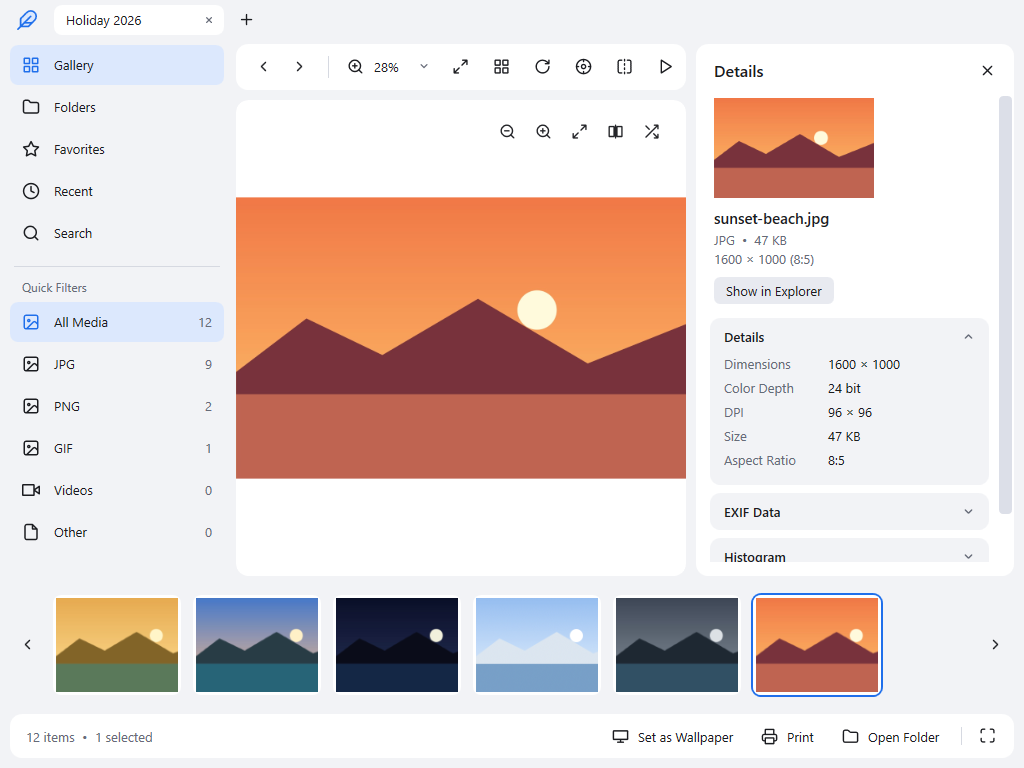 Holiday 2026
Gallery
Folders
Favorites
Recent
Search
Quick Filters
All Media 12
JPG 9
PNG 2
GIF 1
Videos 0
Other 0
28%
Details
sunset-beach.jpg
JPG • 47 KB
1600 × 1000 (8:5)
Show in Explorer
Details
Dimensions 1600 × 1000
Color Depth 24 bit
DPI 96 × 96
Size 47 KB
Aspect Ratio 8:5
EXIF Data
Histogram
12 items • 1 selected
Set as Wallpaper
Print
Open Folder